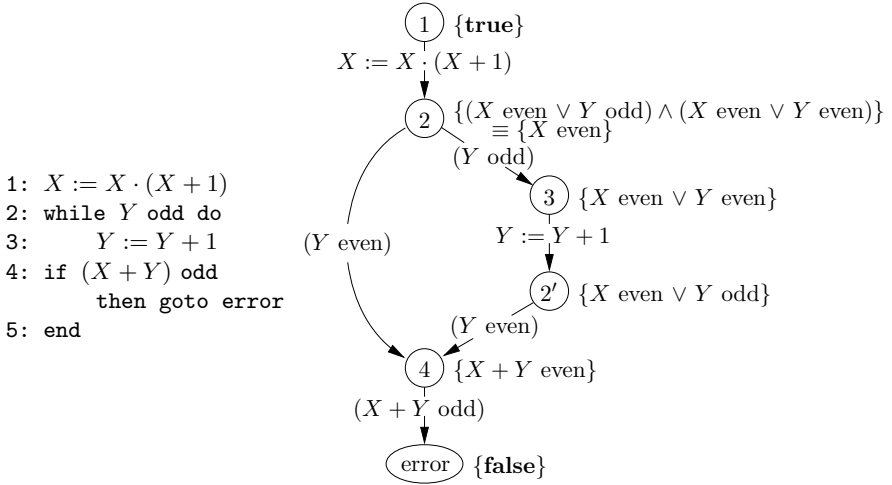 1: X := X · (X + 1)
2: while Y odd do
3: Y := Y + 1
4: if (X + Y) odd
then goto error
5: end
1 {true}
X := X · (X + 1)
2 {(X even ∨ Y odd) ∧ (X even ∨ Y even)}
≡ {X even}
(Y odd)
3 {X even ∨ Y even}
(Y even)
Y := Y + 1
2′ {X even ∨ Y odd}
(Y even)
4 {X + Y even}
(X + Y odd)
error {false}